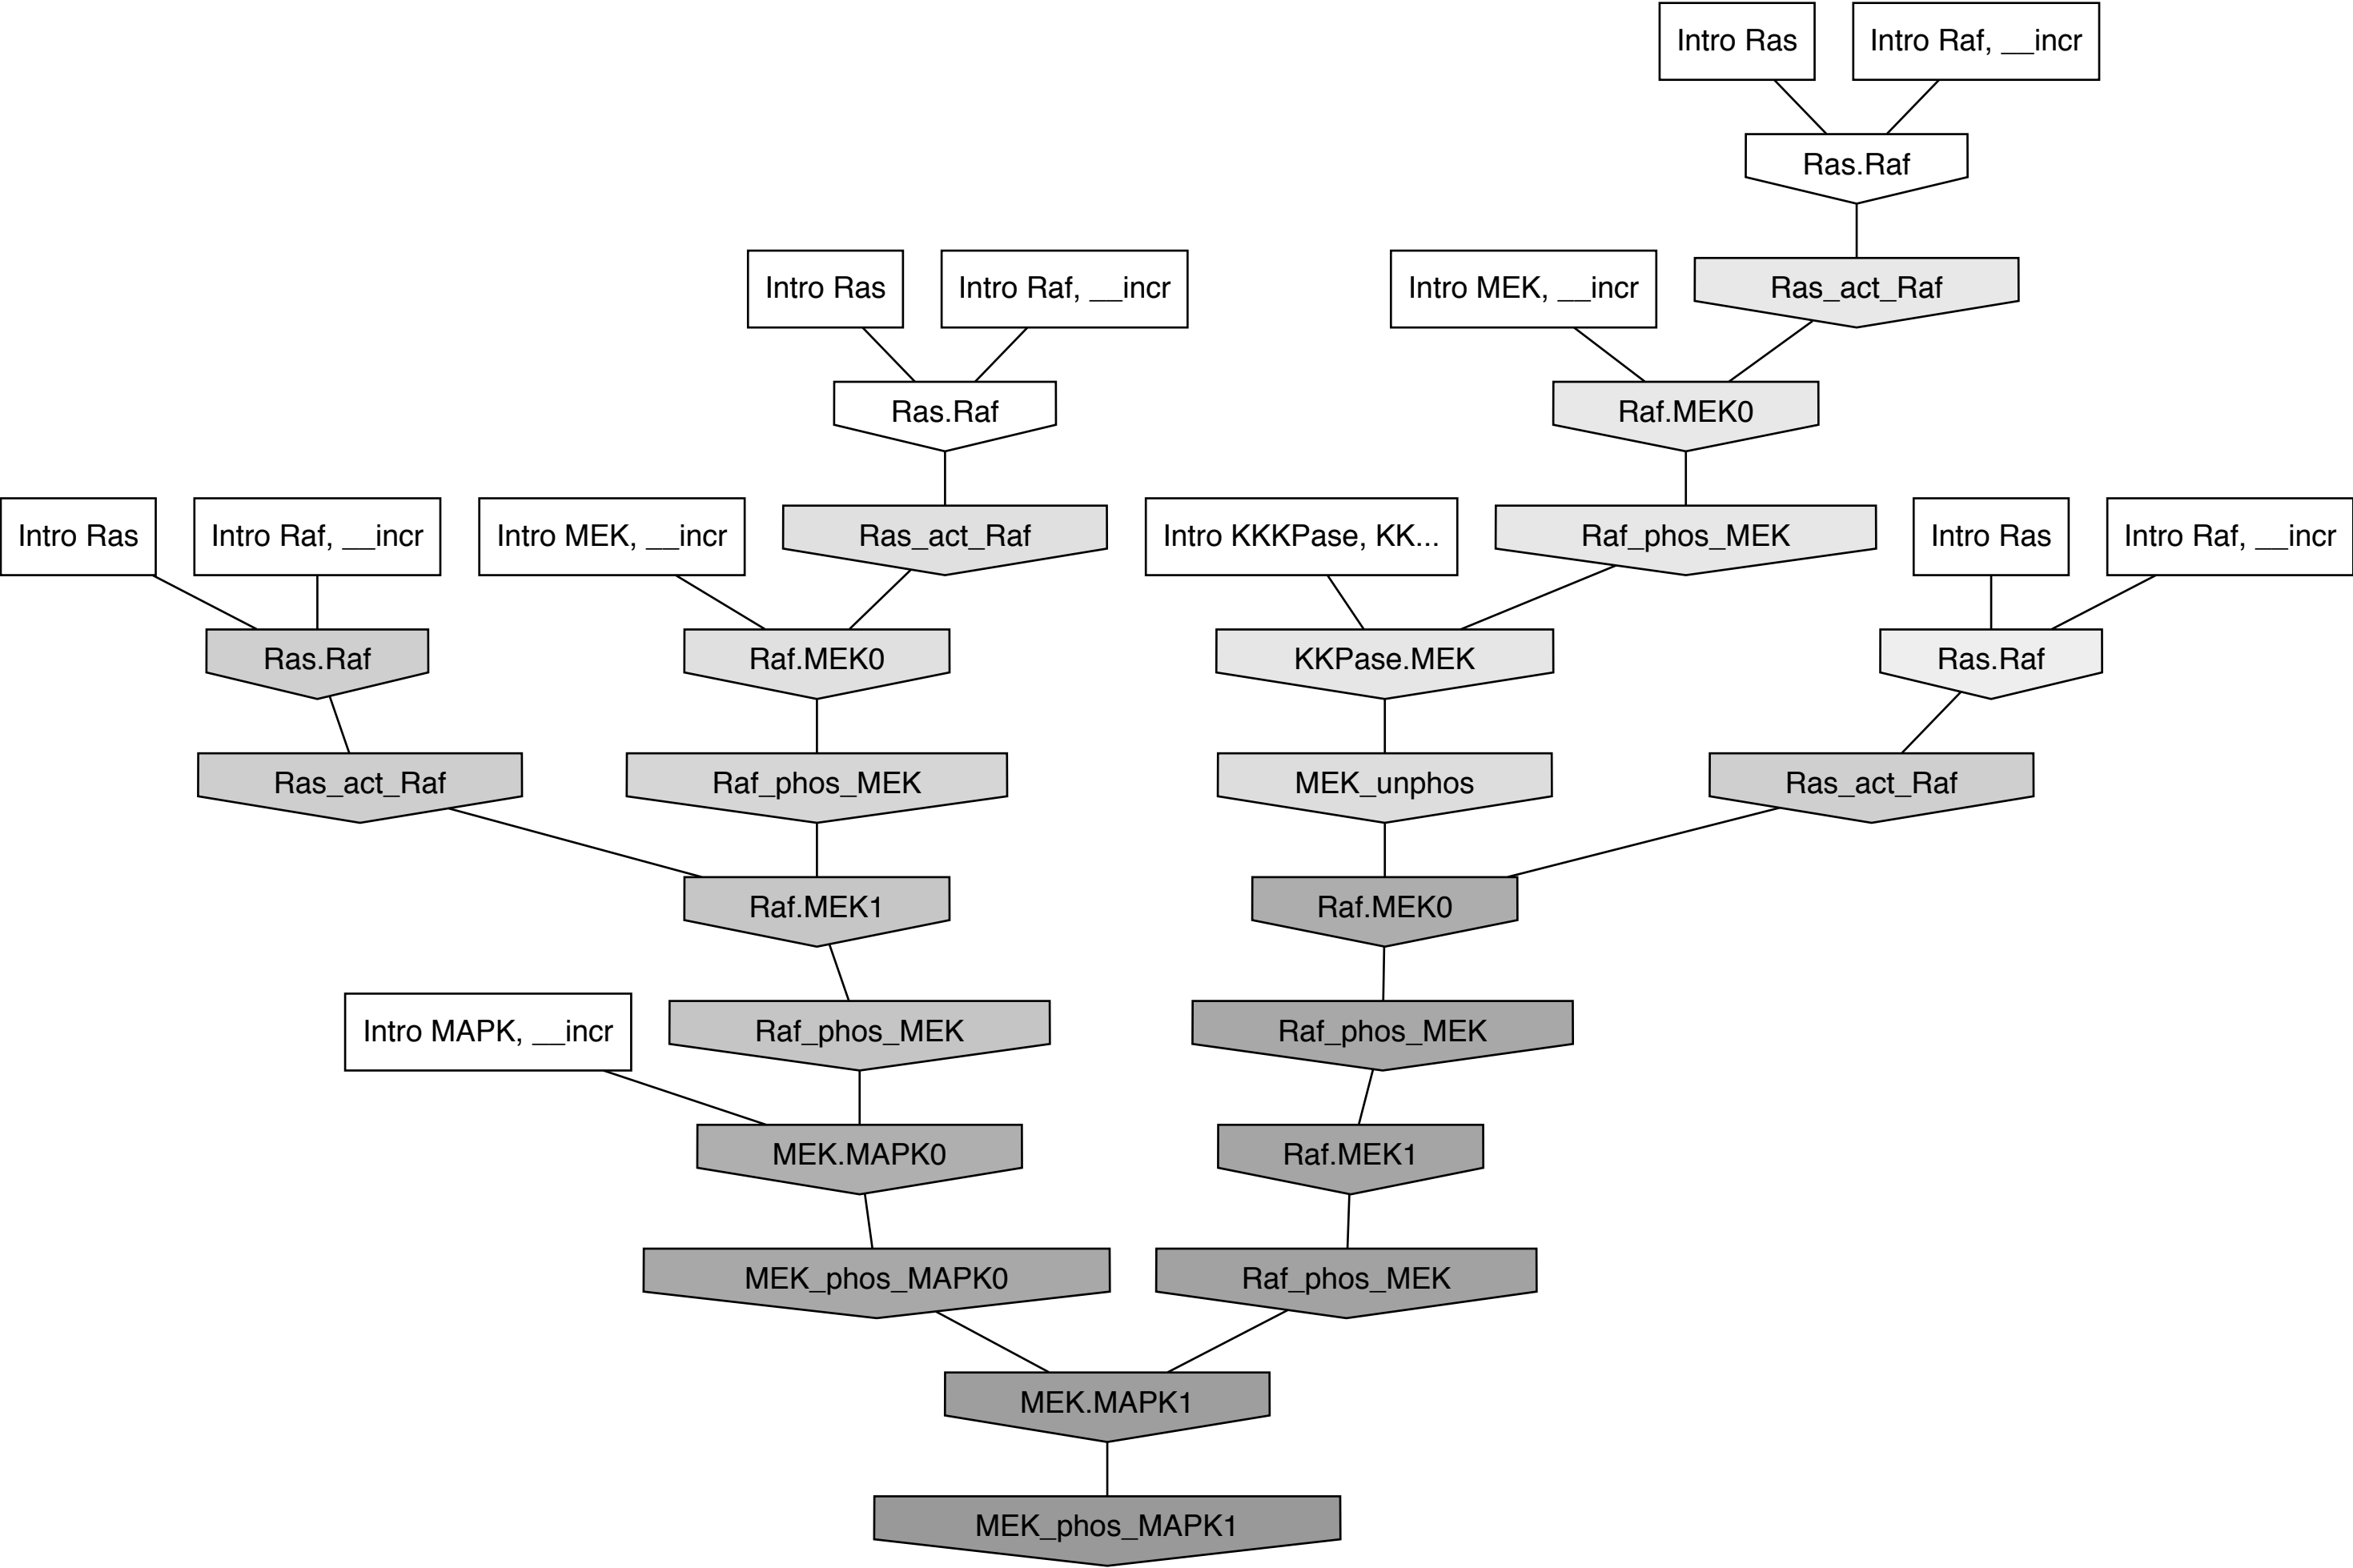 Intro Ras
Intro Raf, __incr
Ras.Raf
Intro Ras
Intro Raf, __incr
Intro MEK, __incr
Ras_act_Raf
Ras.Raf
Raf.MEK0
Intro Ras
Intro Raf, __incr
Intro MEK, __incr
Ras_act_Raf
Intro KKKPase, KK...
Raf_phos_MEK
Intro Ras
Intro Raf, __incr
Ras.Raf
Raf.MEK0
KKPase.MEK
Ras.Raf
Ras_act_Raf
Raf_phos_MEK
MEK_unphos
Ras_act_Raf
Raf.MEK1
Raf.MEK0
Intro MAPK, __incr
Raf_phos_MEK
Raf_phos_MEK
MEK.MAPK0
Raf.MEK1
MEK_phos_MAPK0
Raf_phos_MEK
MEK.MAPK1
MEK_phos_MAPK1